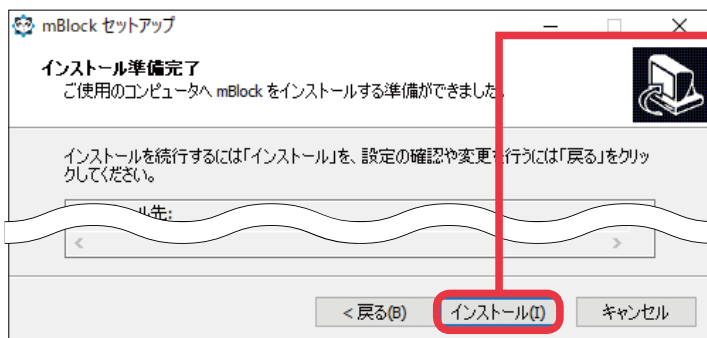 mBlock セットアップ
インストール準備完了
ご使用のコンピュータへ mBlock をインストールする準備ができました。
インストールを続行するには「インストール」を、設定の確認や変更を行うには「戻る」をクリッ
クしてください。
ル先:
< 戻る(B)
インストール(I)
キャンセル